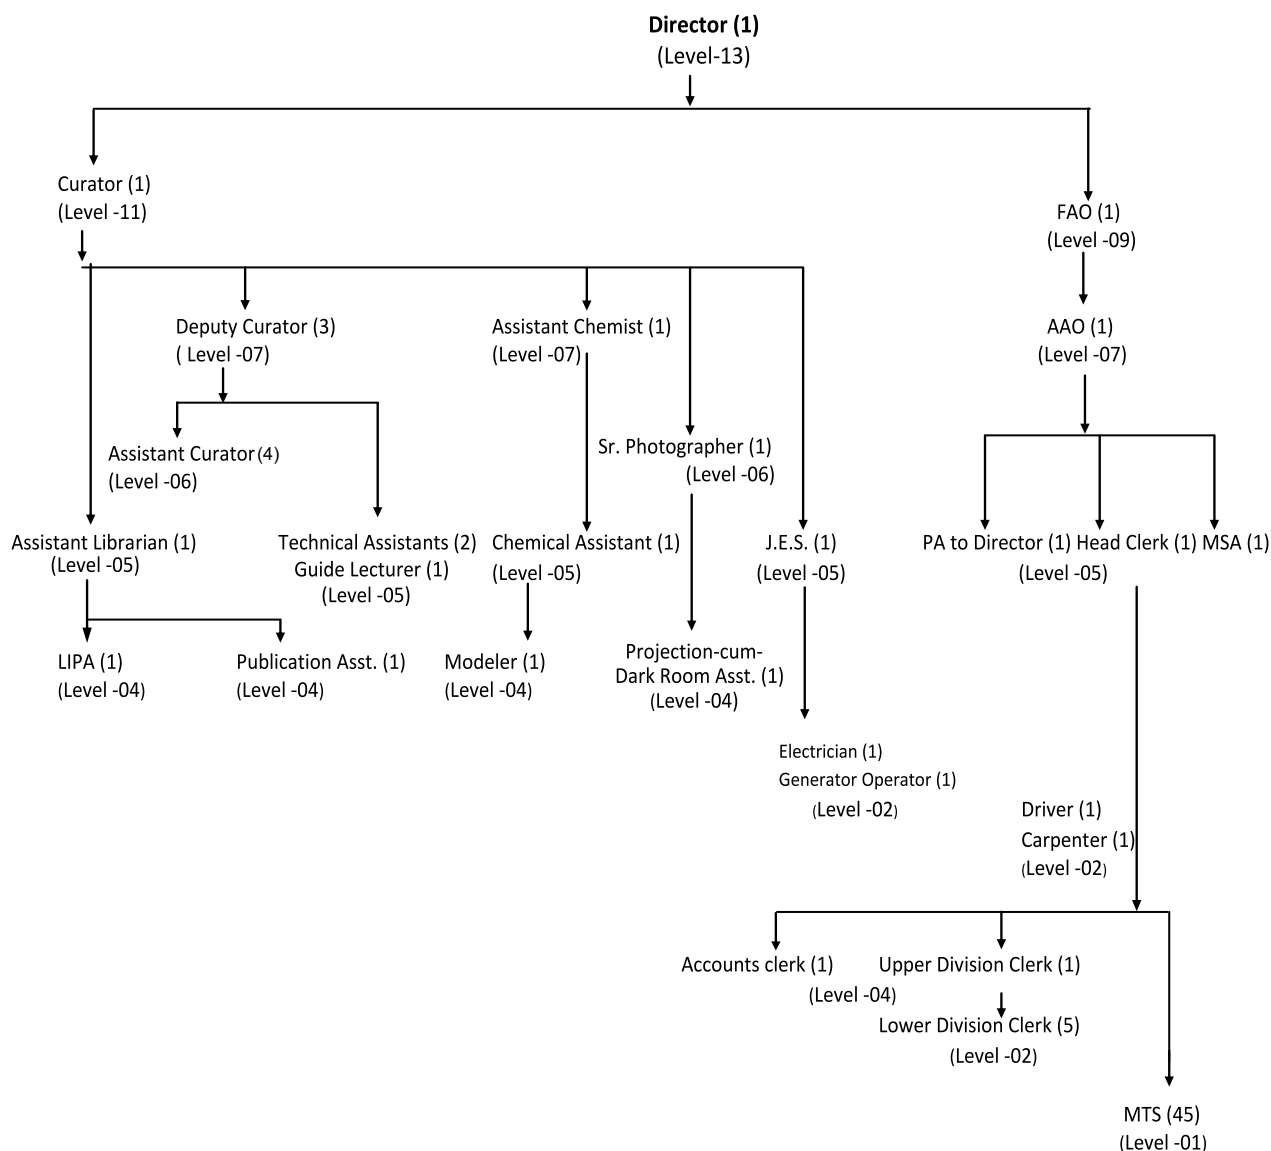 Director (1)
(Level-13)
Curator (1)
(Level -11)
FAO (1)
(Level -09)
Deputy Curator (3)
( Level -07)
Assistant Chemist (1)
(Level -07)
AAO (1)
(Level -07)
Assistant Curator (4)
(Level -06)
Sr. Photographer (1)
(Level -06)
Assistant Librarian (1)
(Level -05)
Technical Assistants (2)
Guide Lecturer (1)
(Level -05)
Chemical Assistant (1)
(Level -05)
J.E.S. (1)
(Level -05)
PA to Director (1) Head Clerk (1) MSA (1)
(Level -05)
LIPA (1)
(Level -04)
Publication Asst. (1)
(Level -04)
Modeler (1)
(Level -04)
Projection-cum-
Dark Room Asst. (1)
(Level -04)
Electrician (1)
Generator Operator (1)
(Level -02)
Driver (1)
Carpenter (1)
(Level -02)
Accounts clerk (1)
Upper Division Clerk (1)
(Level -04)
Lower Division Clerk (5)
(Level -02)
MTS (45)
(Level -01)